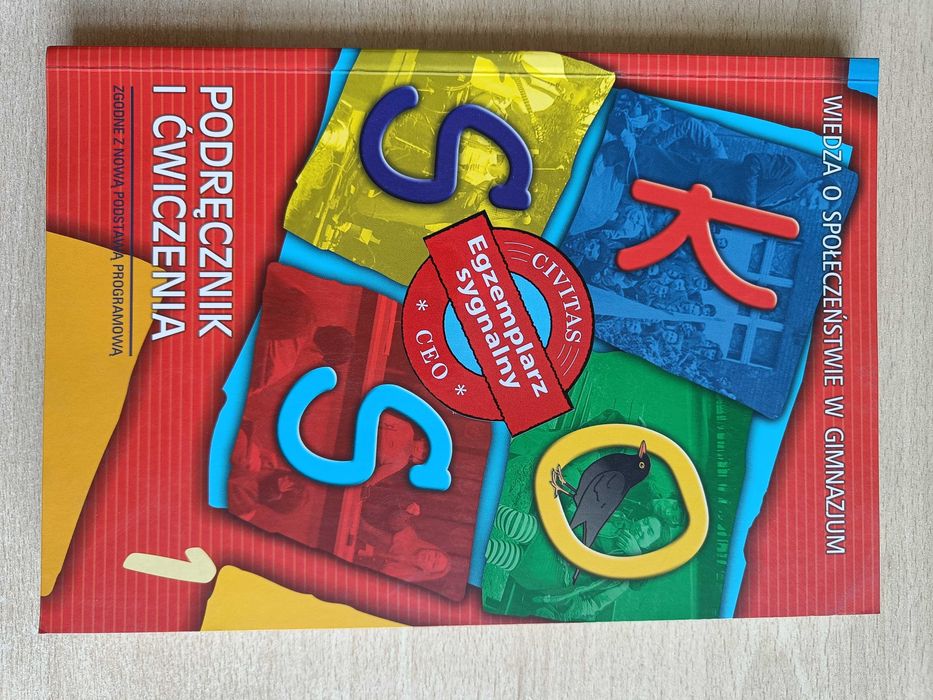 WIEDZA O SPOŁECZEŃSTWIE W GIMNAZJUM
K O
S S
CIVITAS
Egzemplarz
sygnalny
* CEO *
PODRĘCZNIK
I ĆWICZENIA
ZGODNE Z NOWĄ PODSTAWĄ PROGRAMOWĄ
1